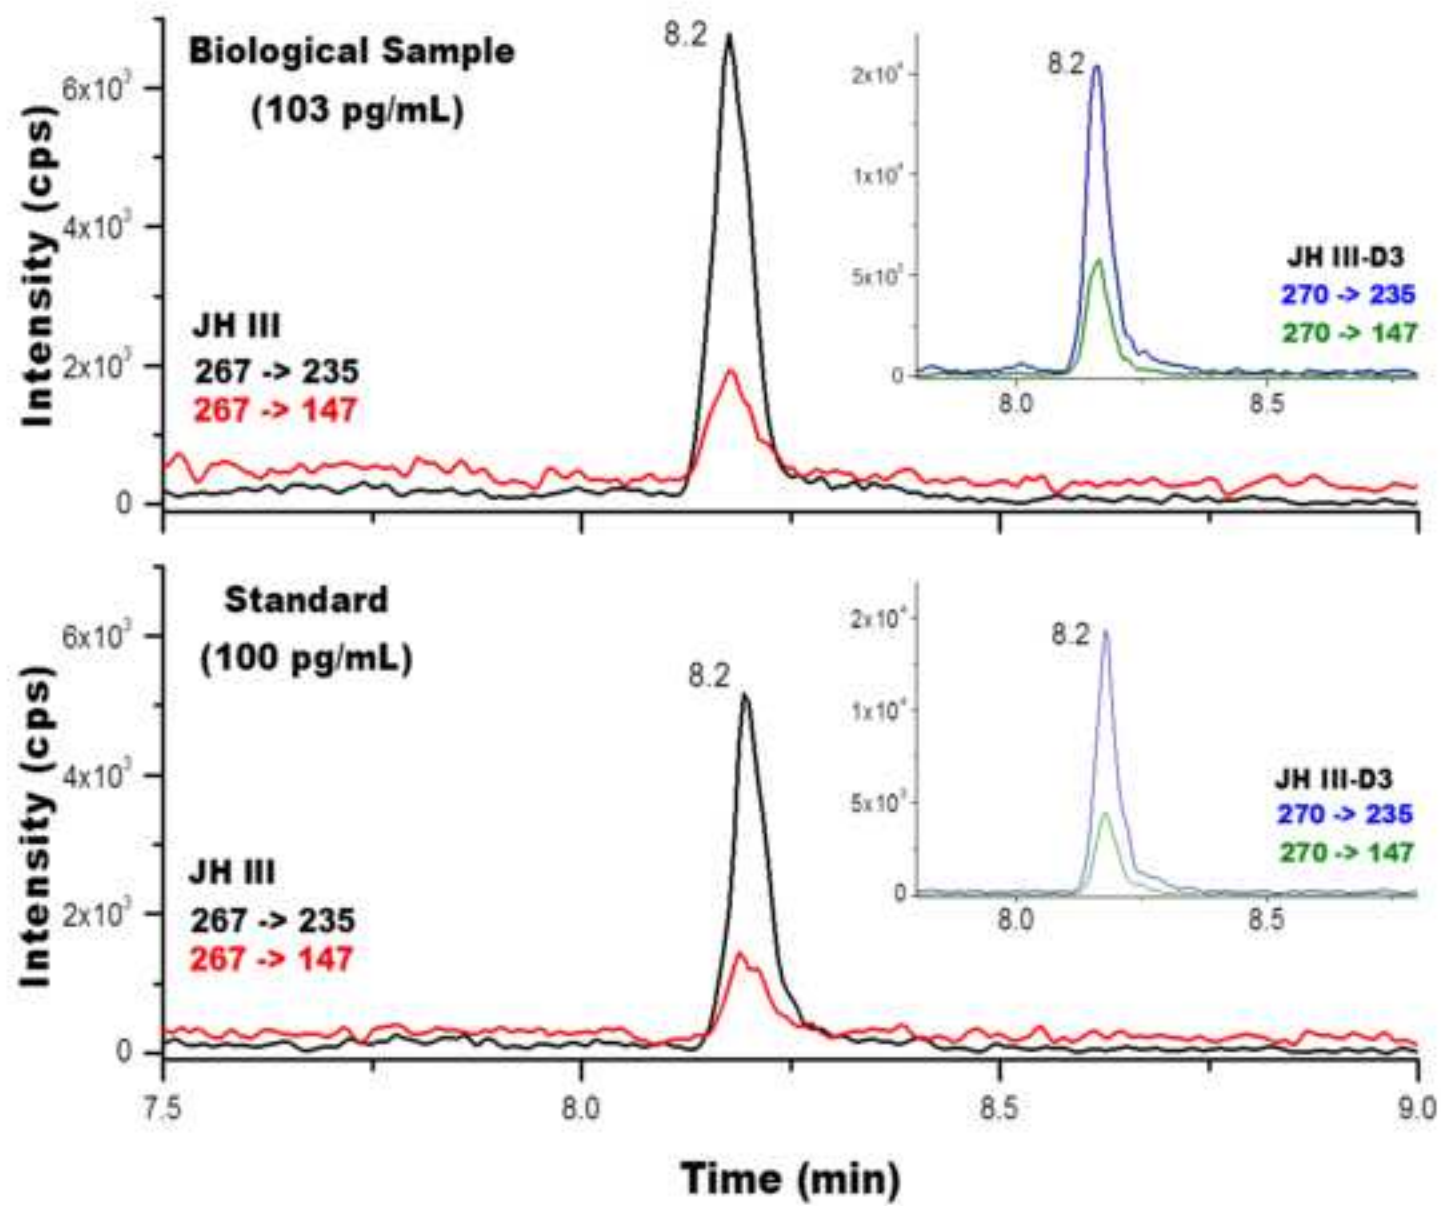 Biological Sample
(103 pg/mL)
Intensity (cps)
6x10³
4x10³
2x10³
0
8.2
JH III
267 -> 235
267 -> 147
2x10⁴
1x10⁴
5x10³
0
8.2
JH III-D3
270 -> 235
270 -> 147
8.0
8.5
Standard
(100 pg/mL)
Intensity (cps)
6x10³
4x10³
2x10³
0
8.2
JH III
267 -> 235
267 -> 147
2x10⁴
1x10⁴
5x10³
0
8.2
JH III-D3
270 -> 235
270 -> 147
8.0
8.5
7.5
8.0
8.5
9.0
Time (min)